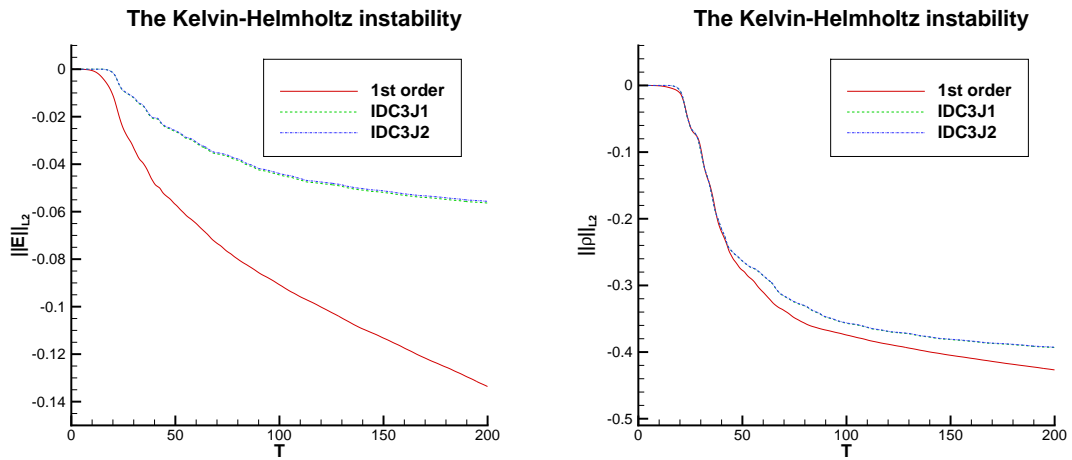 The Kelvin-Helmholtz instability
1st order
IDC3J1
IDC3J2
0
-0.02
-0.04
-0.06
-0.08
-0.1
-0.12
-0.14
||E||L2
0
50
100
150
200
T
The Kelvin-Helmholtz instability
1st order
IDC3J1
IDC3J2
0
-0.1
-0.2
-0.3
-0.4
-0.5
||ρ||L2
0
50
100
150
200
T